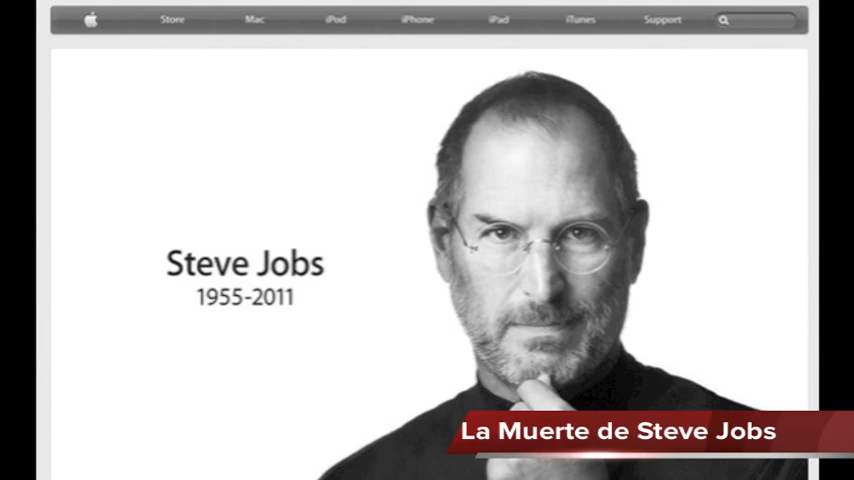 Store Mac iPod iPhone iPad iTunes Support
Steve Jobs
1955-2011
La Muerte de Steve Jobs